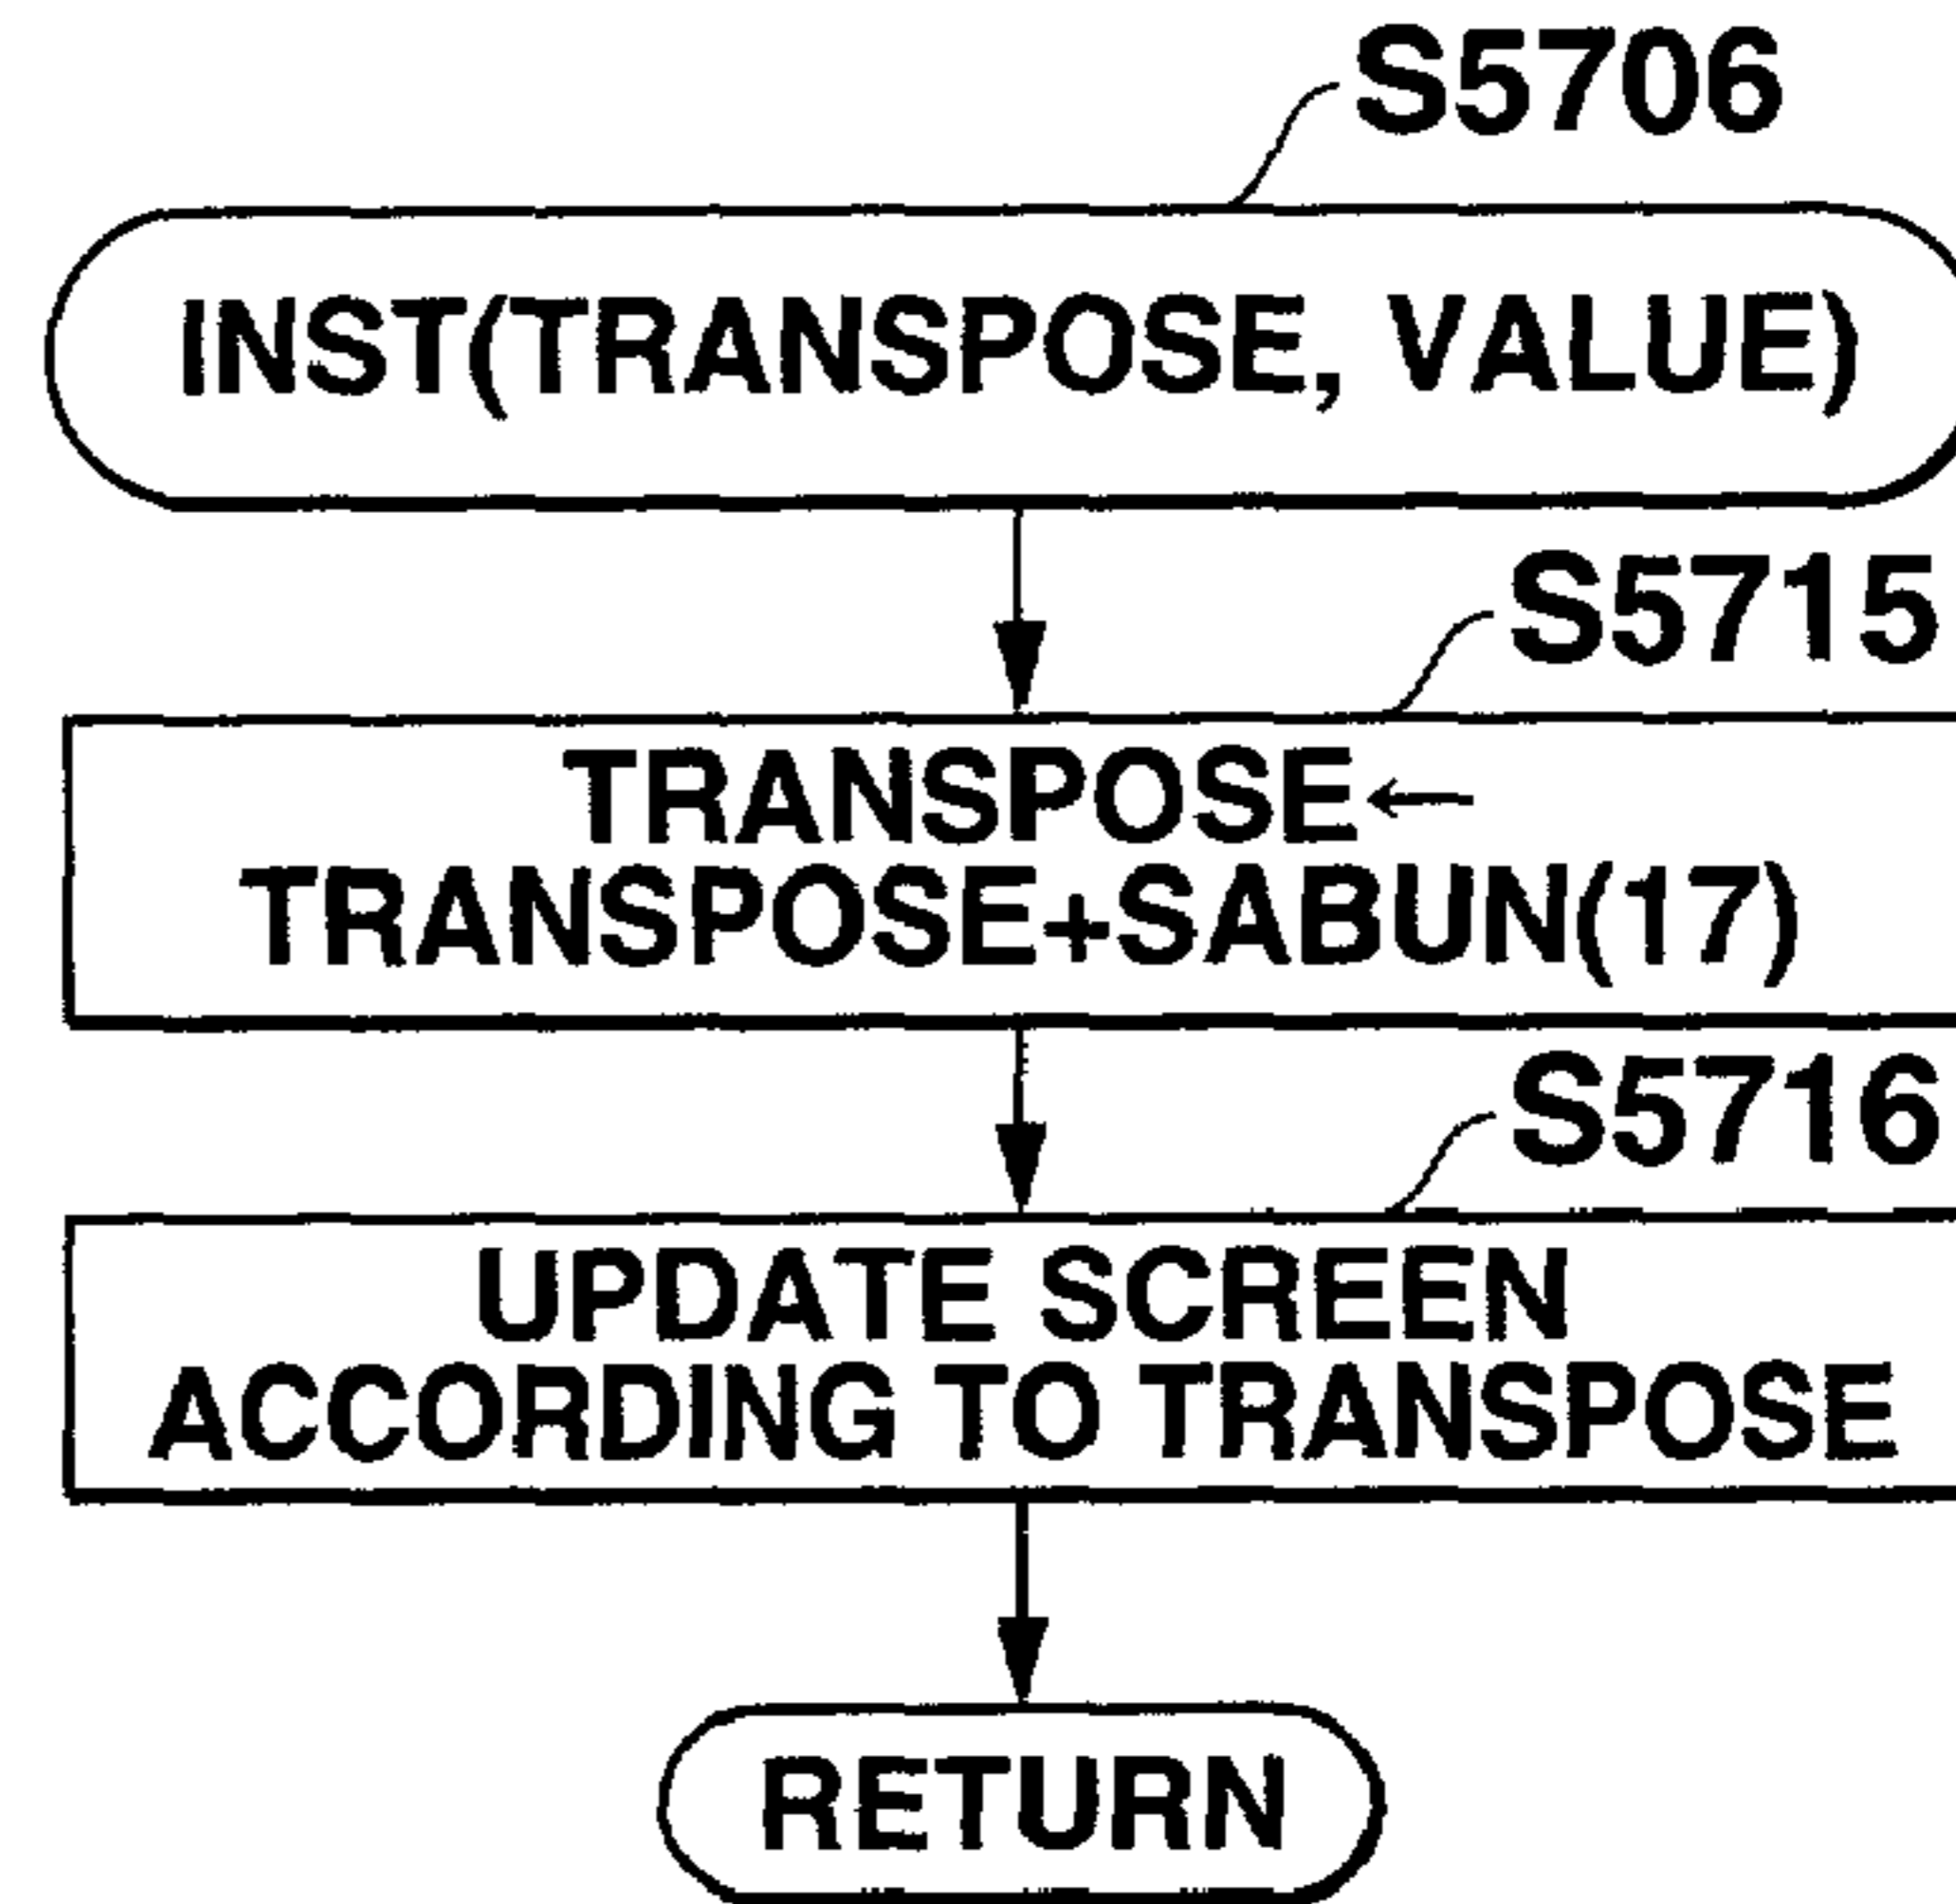 S5706
INST(TRANSPOSE, VALUE)
S5715
TRANSPOSE←
TRANSPOSE+SABUN(17)
S5716
UPDATE SCREEN
ACCORDING TO TRANSPOSE
RETURN